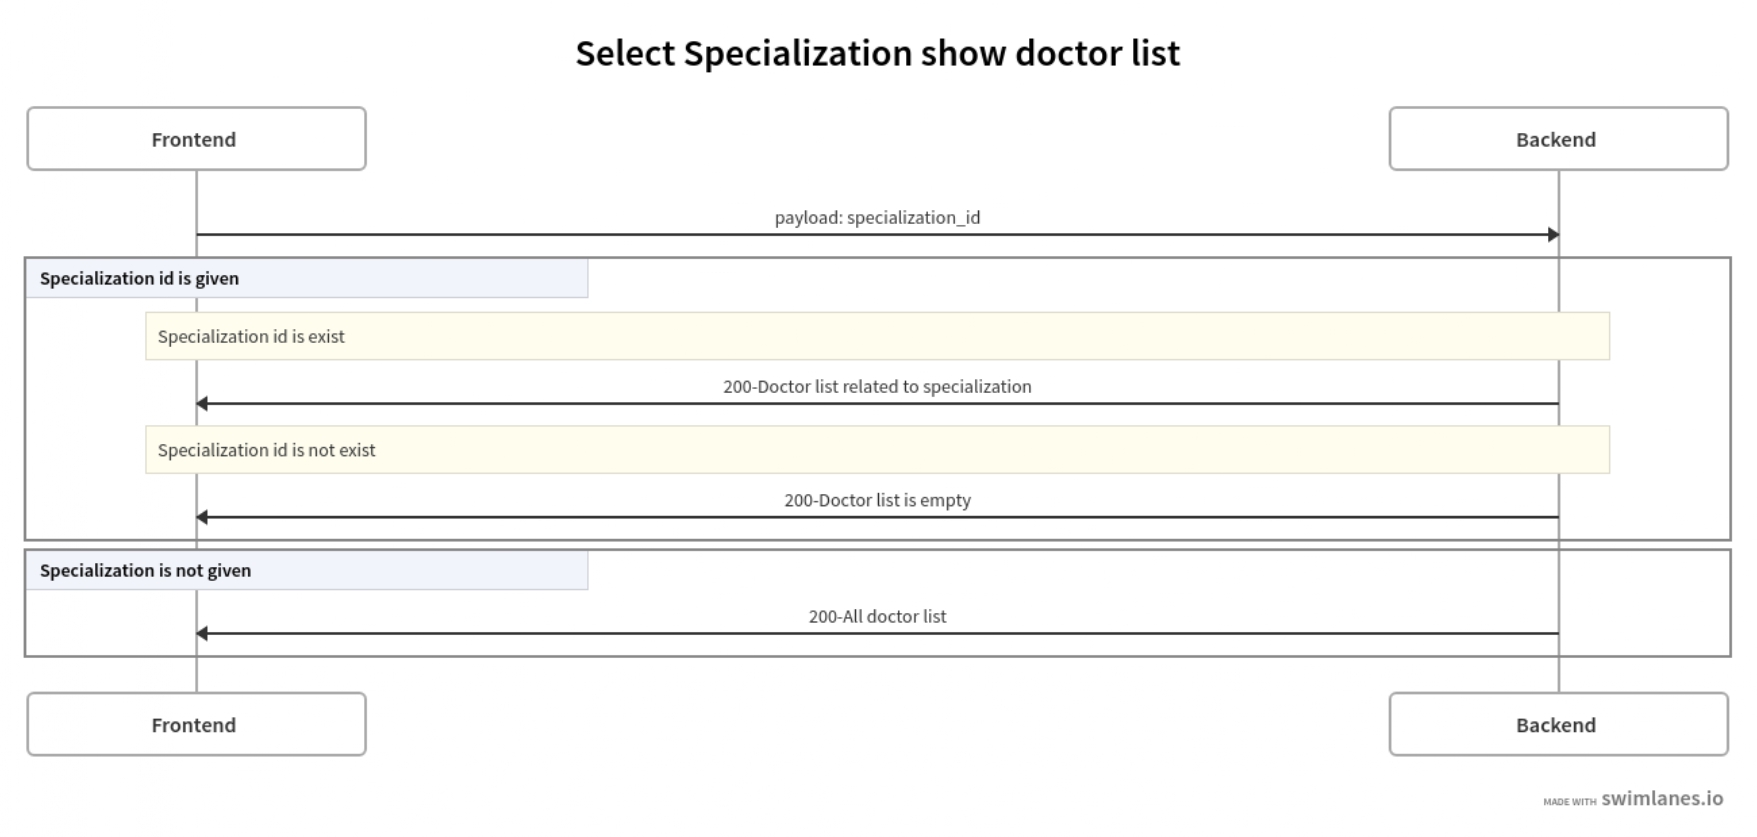 Select Specialization show doctor list
Frontend
Backend
payload: specialization_id
Specialization id is given
Specialization id is exist
200-Doctor list related to specialization
Specialization id is not exist
200-Doctor list is empty
Specialization is not given
200-All doctor list
Frontend
Backend
MADE WITH swimlanes.io